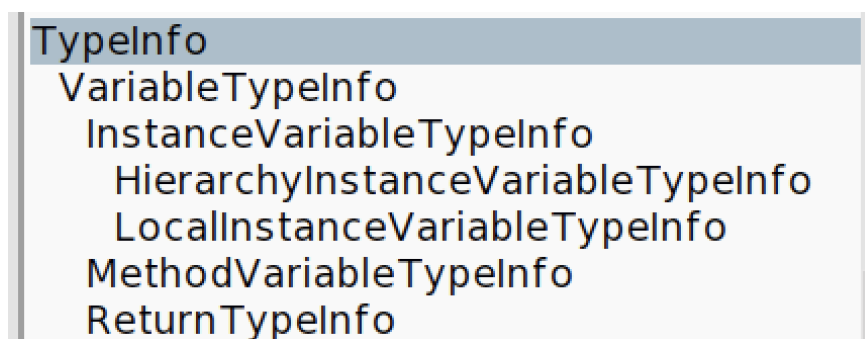 TypeInfo
VariableTypeInfo
InstanceVariableTypeInfo
HierarchyInstanceVariableTypeInfo
LocalInstanceVariableTypeInfo
MethodVariableTypeInfo
ReturnTypeInfo